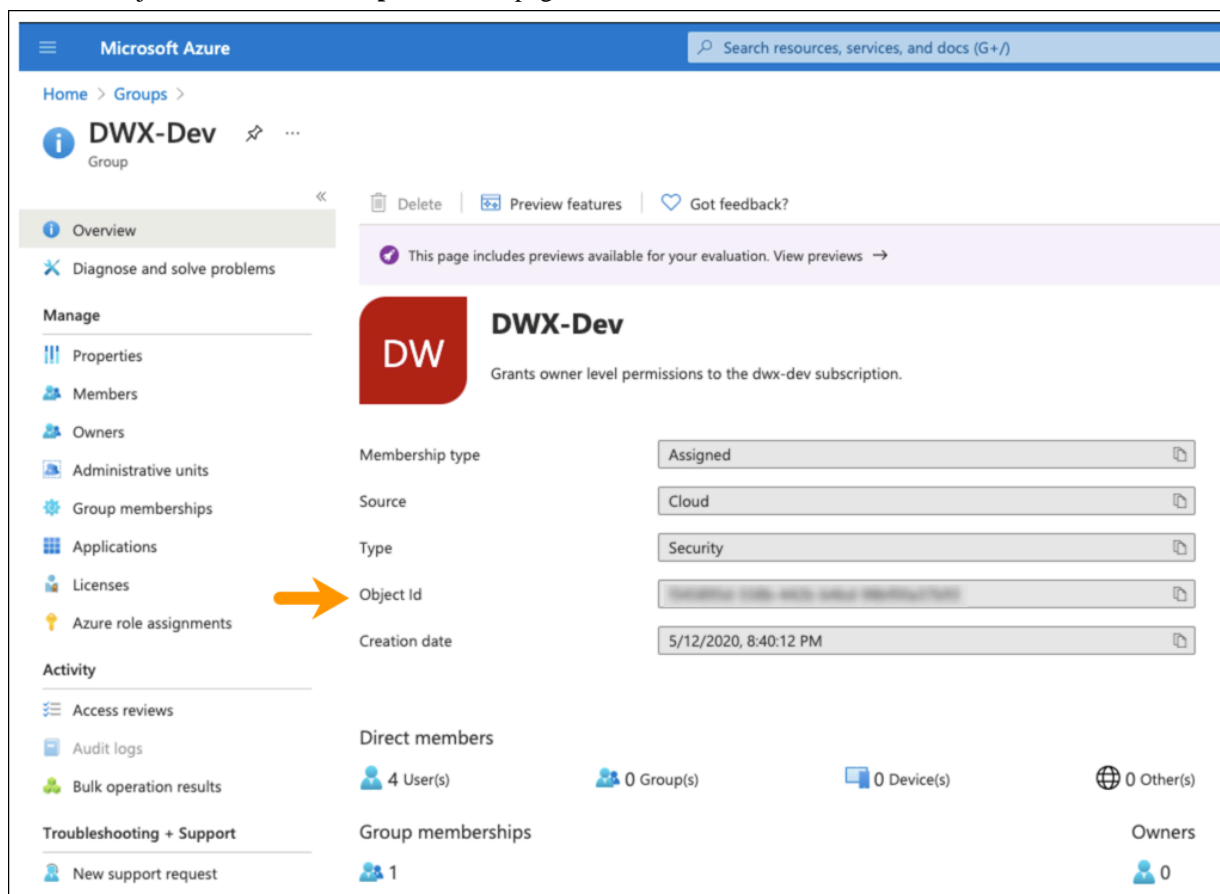 Microsoft Azure
Search resources, services, and docs (G+/)
Home > Groups >
DWX-Dev
Group
Delete
Preview features
Got feedback?
Overview
This page includes previews available for your evaluation. View previews →
Diagnose and solve problems
Manage
DW
DWX-Dev
Grants owner level permissions to the dwx-dev subscription.
Properties
Members
Owners
Administrative units
Group memberships
Applications
Licenses
Azure role assignments
Membership type Assigned
Source Cloud
Type Security
Object Id
Creation date 5/12/2020, 8:40:12 PM
Activity
Access reviews
Audit logs
Bulk operation results
Troubleshooting + Support
New support request
Direct members
4 User(s) 0 Group(s) 0 Device(s) 0 Other(s)
Group memberships Owners
1 0